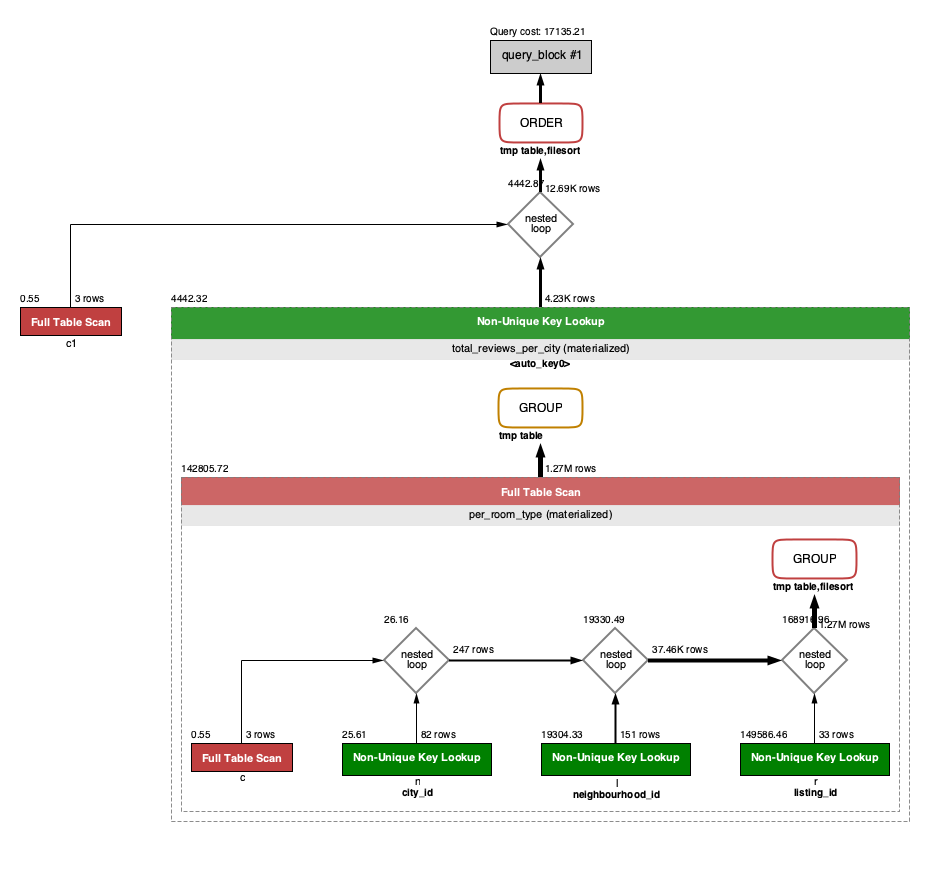 Query cost: 17135.21
query_block #1
ORDER
tmp table,filesort
4442.87
12.69K rows
nested
loop
0.55
3 rows
Full Table Scan
c1
4442.32
4.23K rows
Non-Unique Key Lookup
total_reviews_per_city (materialized)
<auto_key0>
GROUP
tmp table
142805.72
1.27M rows
Full Table Scan
per_room_type (materialized)
GROUP
tmp table,filesort
26.16
nested
loop
247 rows
19330.49
nested
loop
37.46K rows
1.27M rows
nested
loop
0.55
3 rows
Full Table Scan
c
25.61
82 rows
Non-Unique Key Lookup
n
city_id
19304.33
151 rows
Non-Unique Key Lookup
l
neighbourhood_id
149586.46
33 rows
Non-Unique Key Lookup
r
listing_id